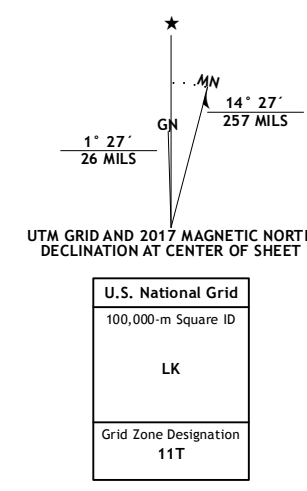 ★
MN
GN
14° 27´
257 MILS
1° 27´
26 MILS
UTM GRID AND 2017 MAGNETIC NORT
DECLINATION AT CENTER OF SHEET
U.S. National Grid
100,000-m Square ID
LK
Grid Zone Designation
11T